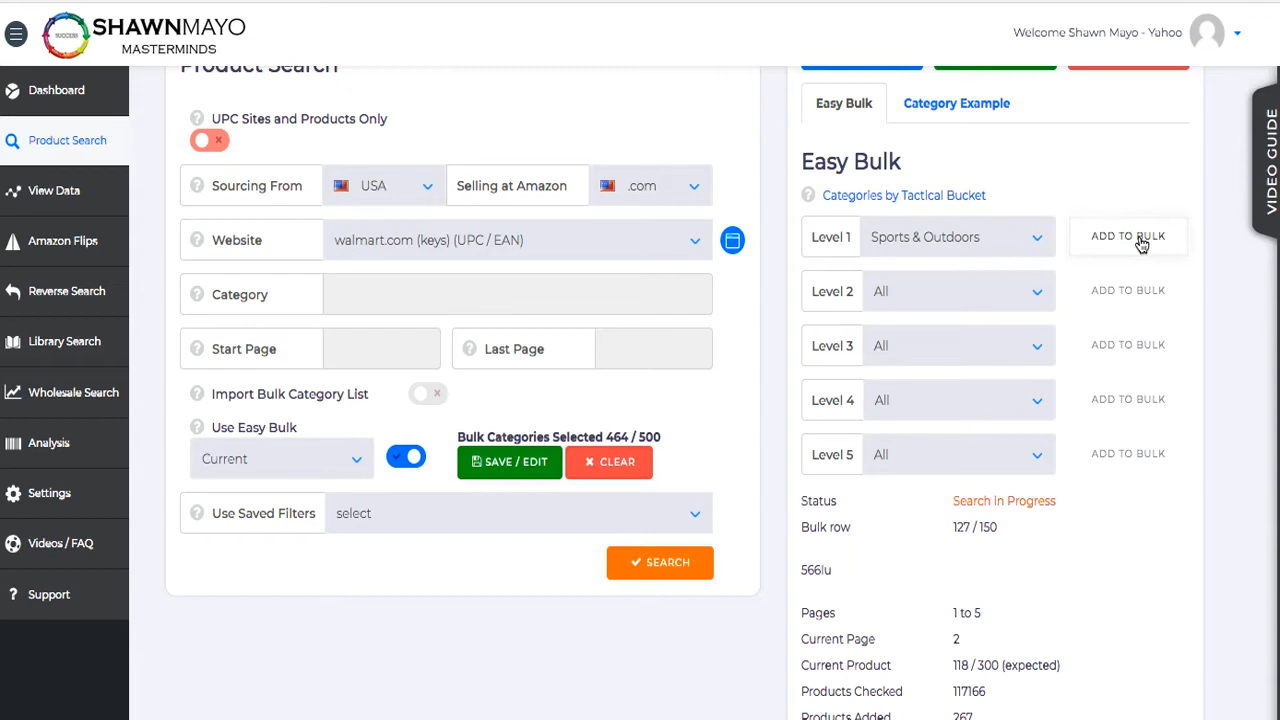 SHAWNMAYO
MASTERMINDS
SUCCESS
Welcome Shawn Mayo - Yahoo
Dashboard
Product Search
View Data
Amazon Flips
Reverse Search
Library Search
Wholesale Search
Analysis
Settings
Videos / FAQ
Support
Product Search
UPC Sites and Products Only
Sourcing From USA Selling at Amazon .com
Website walmart.com (keys) (UPC / EAN)
Category
Start Page Last Page
Import Bulk Category List
Use Easy Bulk
Current
Bulk Categories Selected 464 / 500
SAVE / EDIT CLEAR
Use Saved Filters select
SEARCH
Easy Bulk Category Example
Easy Bulk
Categories by Tactical Bucket
Level 1 Sports & Outdoors ADD TO BULK
Level 2 All ADD TO BULK
Level 3 All ADD TO BULK
Level 4 All ADD TO BULK
Level 5 All ADD TO BULK
Status Search In Progress
Bulk row 127 / 150
566lu
Pages 1 to 5
Current Page 2
Current Product 118 / 300 (expected)
Products Checked 117166
Products Added 267
VIDEO GUIDE